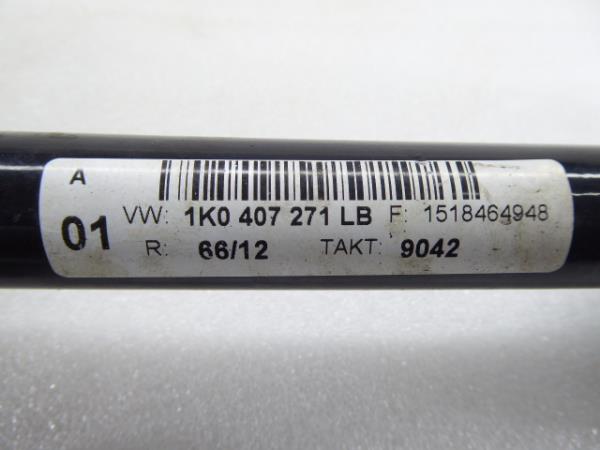 A
01
VW: 1K0 407 271 LB F: 1518464948
R: 66/12 TAKT: 9042